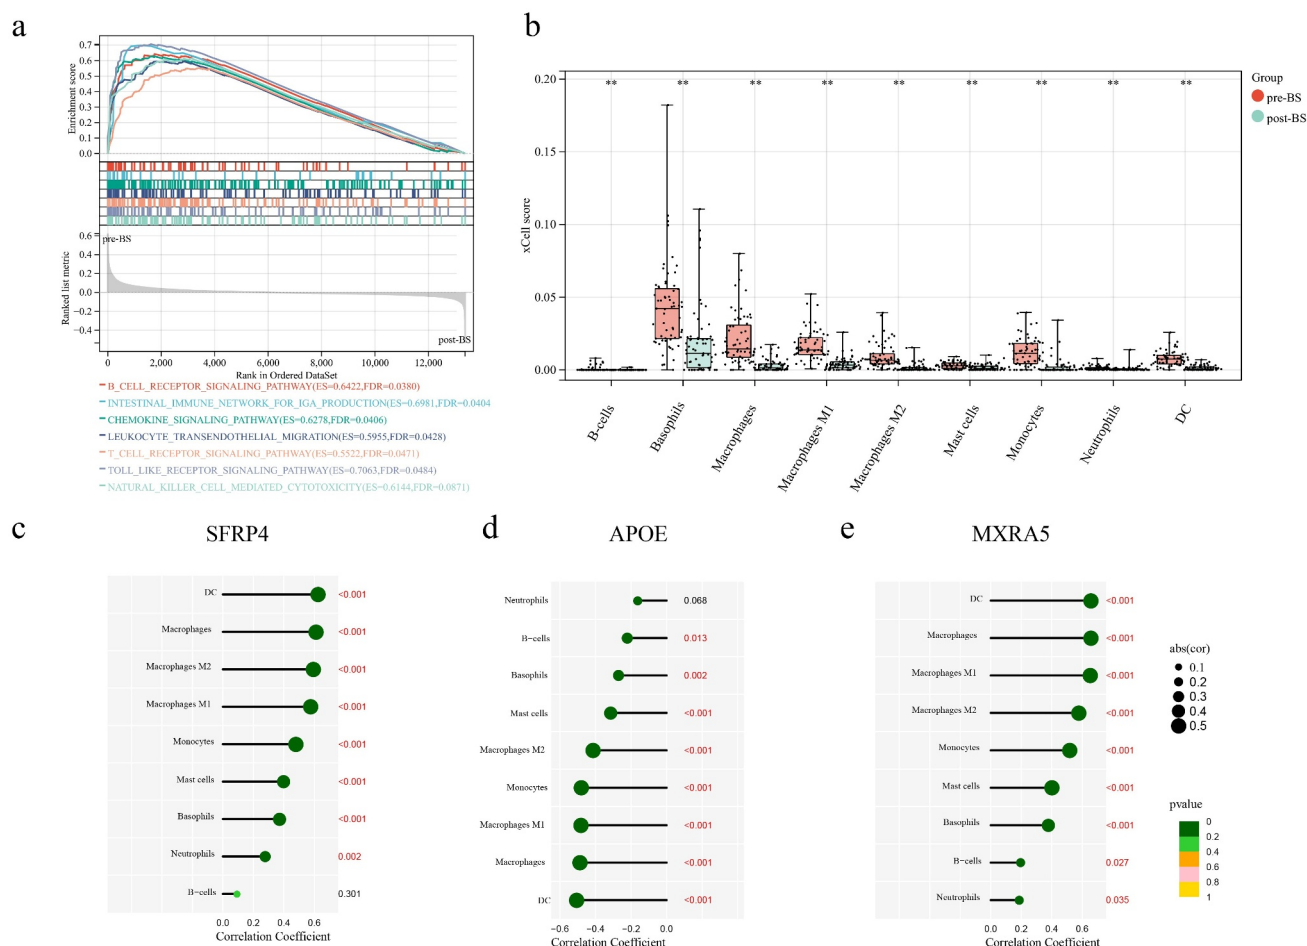 a
0.7
0.6
0.5
0.4
0.3
0.2
0.1
0.0
Enrichment score
0
2,000
4,000
6,000
8,000
10,000
12,000
0.6
0.4
0.2
0.0
−0.2
−0.4
Ranked list metric
pre-BS
post-BS
Rank in Ordered DataSet
B_CELL_RECEPTOR_SIGNALING_PATHWAY(ES=0.6422,FDR=0.0380)
INTESTINAL_IMMUNE_NETWORK_FOR_IGA_PRODUCTION(ES=0.6981,FDR=0.0404
CHEMOKINE_SIGNALING_PATHWAY(ES=0.6278,FDR=0.0406)
LEUKOCYTE_TRANSENDOTHELIAL_MIGRATION(ES=0.5955,FDR=0.0428)
T_CELL_RECEPTOR_SIGNALING_PATHWAY(ES=0.5522,FDR=0.0471)
TOLL_LIKE_RECEPTOR_SIGNALING_PATHWAY(ES=0.7063,FDR=0.0484)
NATURAL_KILLER_CELL_MEDIATED_CYTOTOXICITY(ES=0.6144,FDR=0.0871)
b
0.20
0.15
0.10
0.05
0.00
xCell score
** ** ** ** ** ** ** ** **
B-cells
Basophils
Macrophages
Macrophages M1
Macrophages M2
Mast cells
Monocytes
Neutrophils
DC
Group
pre-BS
post-BS
c
SFRP4
DC <0.001
Macrophages <0.001
Macrophages M2 <0.001
Macrophages M1 <0.001
Monocytes <0.001
Mast cells <0.001
Basophils <0.001
Neutrophils 0.002
B−cells 0.301
0.0 0.2 0.4 0.6
Correlation Coefficient
d
APOE
Neutrophils 0.068
B−cells 0.013
Basophils 0.002
Mast cells <0.001
Macrophages M2 <0.001
Monocytes <0.001
Macrophages M1 <0.001
Macrophages <0.001
DC <0.001
−0.6 −0.4 −0.2 0.0
Correlation Coefficient
e
MXRA5
DC <0.001
Macrophages <0.001
Macrophages M1 <0.001
Macrophages M2 <0.001
Monocytes <0.001
Mast cells <0.001
Basophils <0.001
B−cells 0.027
Neutrophils 0.035
0.0 0.2 0.4 0.6
Correlation Coefficient
abs(cor)
0.1
0.2
0.3
0.4
0.5
pvalue
0
0.2
0.4
0.6
0.8
1